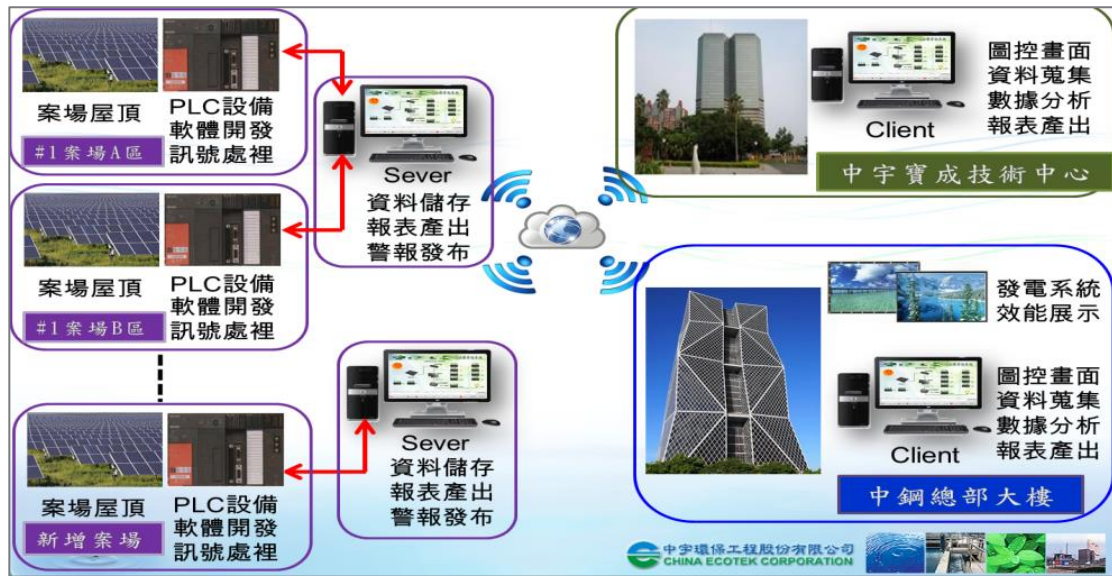 案場屋頂
PLC設備
軟體開發
訊號處裡
#1案場A區
Sever
資料儲存
報表產出
警報發布
案場屋頂
PLC設備
軟體開發
訊號處裡
#1案場B區
案場屋頂
PLC設備
軟體開發
訊號處裡
新增案場
Sever
資料儲存
報表產出
警報發布
圖控畫面
資料蒐集
數據分析
報表產出
Client
中宇寶成技術中心
發電系統
效能展示
圖控畫面
資料蒐集
數據分析
報表產出
Client
中鋼總部大樓
中宇環保工程股份有限公司
CHINA ECOTEK CORPORATION